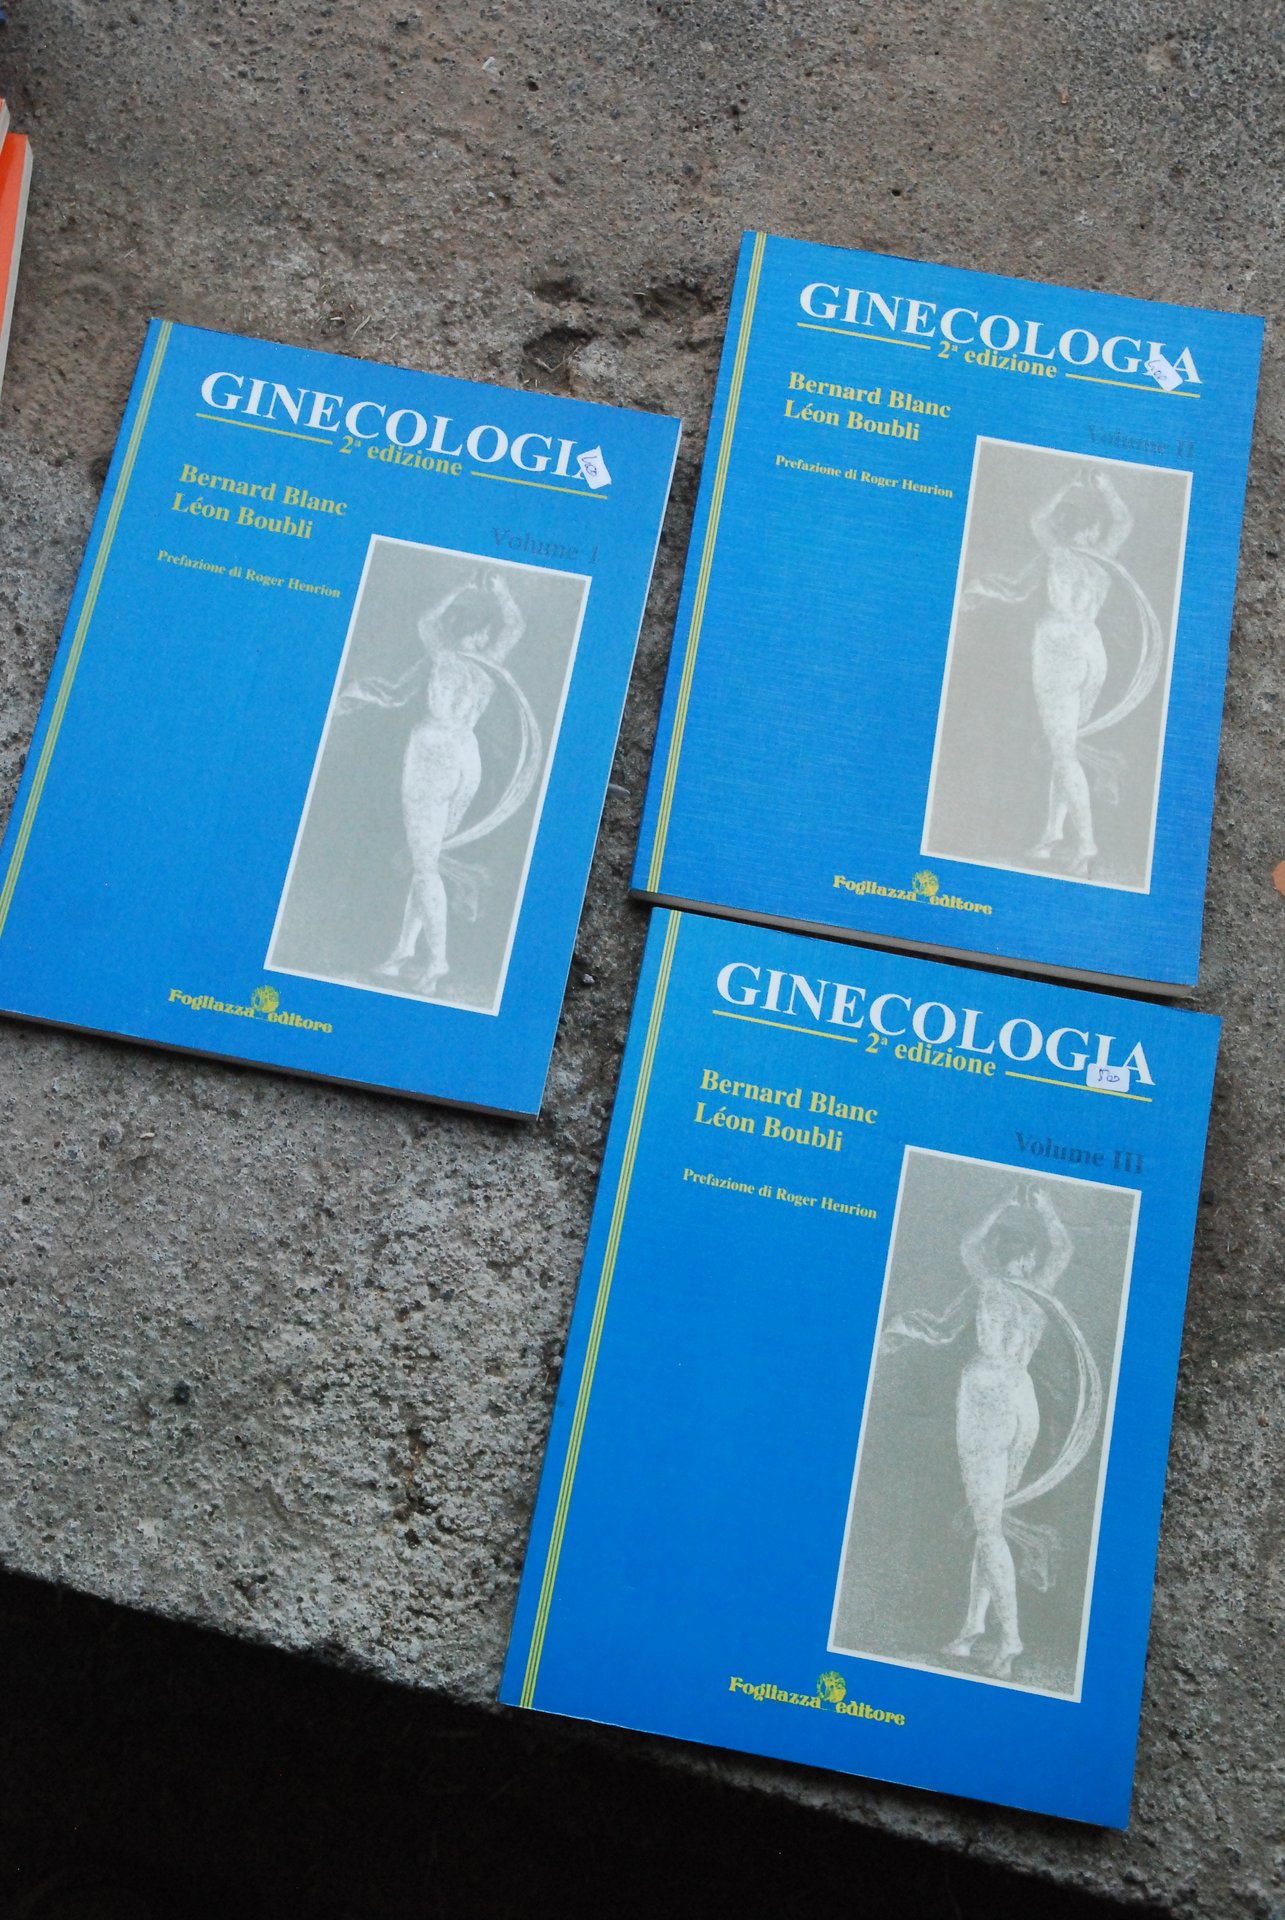 GINECOLOGIA
2ª edizione
Bernard Blanc
Léon Boubli
Volume I
Prefazione di Roger Henrion
Fogliazza editore
GINECOLOGIA
2ª edizione
Bernard Blanc
Léon Boubli
Volume II
Prefazione di Roger Henrion
Fogliazza editore
GINECOLOGIA
2ª edizione
Bernard Blanc
Léon Boubli
Volume III
Prefazione di Roger Henrion
Fogliazza editore